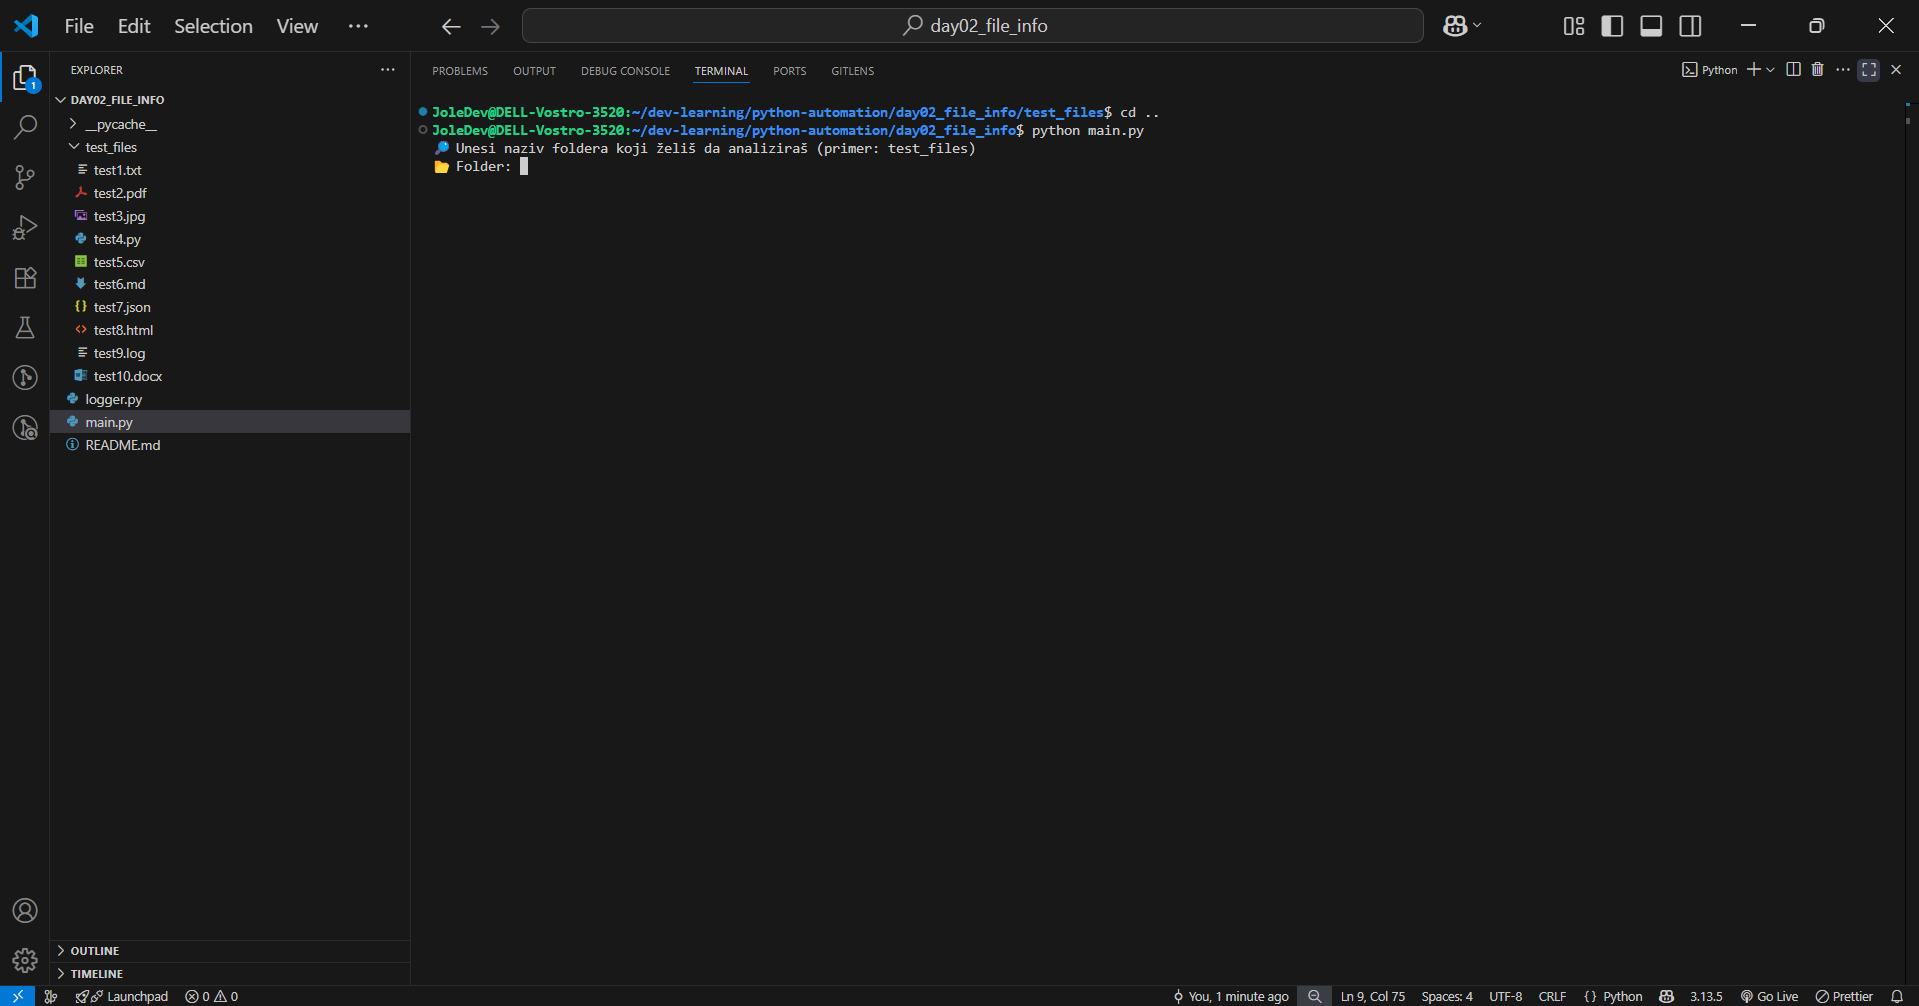 File Edit Selection View ···
day02_file_info
EXPLORER ···
DAY02_FILE_INFO
__pycache__
test_files
test1.txt
test2.pdf
test3.jpg
test4.py
test5.csv
test6.md
test7.json
test8.html
test9.log
test10.docx
logger.py
main.py
README.md
OUTLINE
TIMELINE
1
PROBLEMS OUTPUT DEBUG CONSOLE TERMINAL PORTS GITLENS
Python
JoleDev@DELL-Vostro-3520:~/dev-learning/python-automation/day02_file_info/test_files$ cd ..
JoleDev@DELL-Vostro-3520:~/dev-learning/python-automation/day02_file_info$ python main.py
Unesi naziv foldera koji želiš da analiziraš (primer: test_files)
Folder:
Launchpad 0 0 You, 1 minute ago Ln 9, Col 75 Spaces: 4 UTF-8 CRLF {} Python 3.13.5 Go Live Prettier